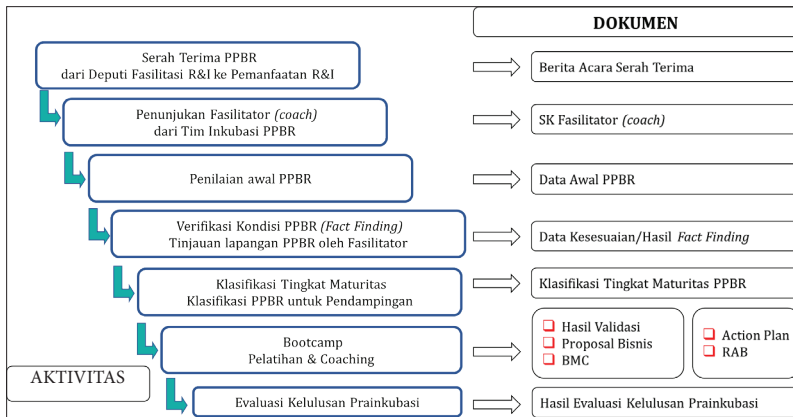 DOKUMEN
Serah Terima PPBR
dari Deputi Fasilitasi R&I ke Pemanfaatan R&I
Berita Acara Serah Terima
Penunjukan Fasilitator (coach)
dari Tim Inkubasi PPBR
SK Fasilitator (coach)
Penilaian awal PPBR
Data Awal PPBR
Verifikasi Kondisi PPBR (Fact Finding)
Tinjauan lapangan PPBR oleh Fasilitator
Data Kesesuaian/Hasil Fact Finding
Klasifikasi Tingkat Maturitas
Klasifikasi PPBR untuk Pendampingan
Klasifikasi Tingkat Maturitas PPBR
Bootcamp
Pelatihan & Coaching
Hasil Validasi
Proposal Bisnis
BMC
Action Plan
RAB
AKTIVITAS
Evaluasi Kelulusan Prainkubasi
Hasil Evaluasi Kelulusan Prainkubasi